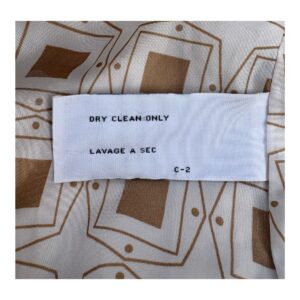 DRY CLEAN ONLY
LAVAGE A SEC
C-2